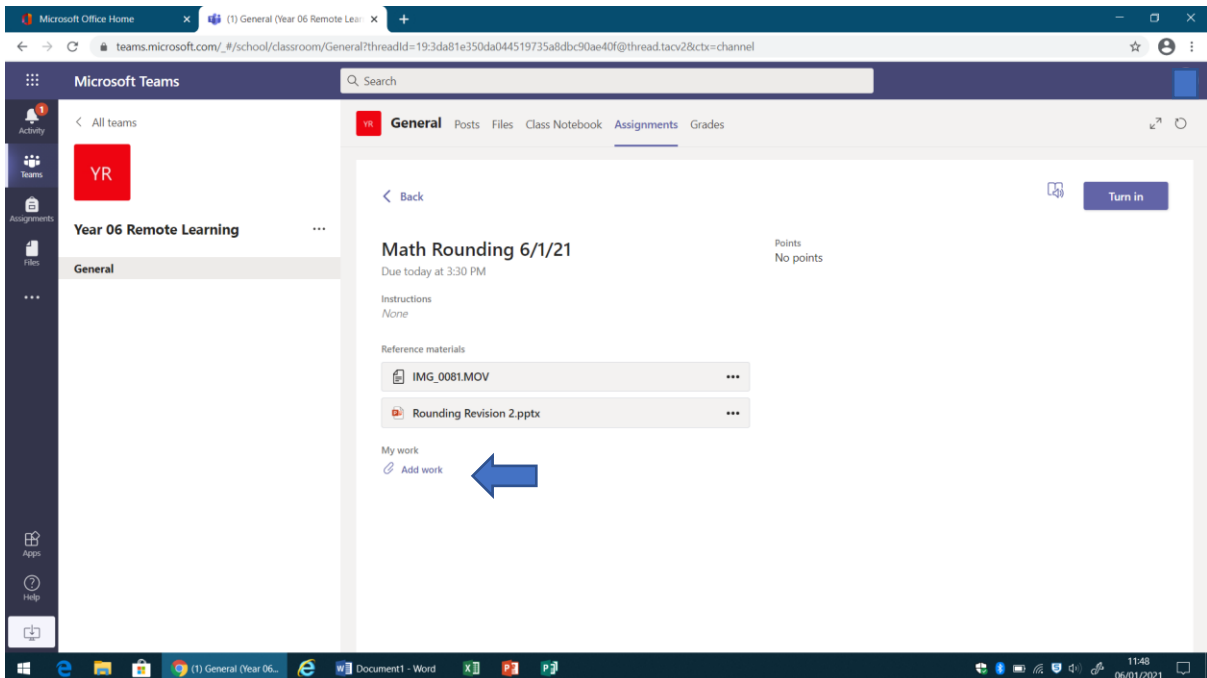 Microsoft Office Home
(1) General (Year 06 Remote Lear
teams.microsoft.com/_#/school/classroom/General?threadId=19:3da81e350da044519735a8dbc90ae40f@thread.tacv2&ctx=channel
Microsoft Teams
Search
1
Activity
Teams
Assignments
Files
Apps
Help
All teams
YR
Year 06 Remote Learning
General
YR General Posts Files Class Notebook Assignments Grades
Back
Turn in
Math Rounding 6/1/21
Due today at 3:30 PM
Points
No points
Instructions
None
Reference materials
IMG_0081.MOV
Rounding Revision 2.pptx
My work
Add work
(1) General (Year 06...
Document1 - Word
11:48
06/01/2021